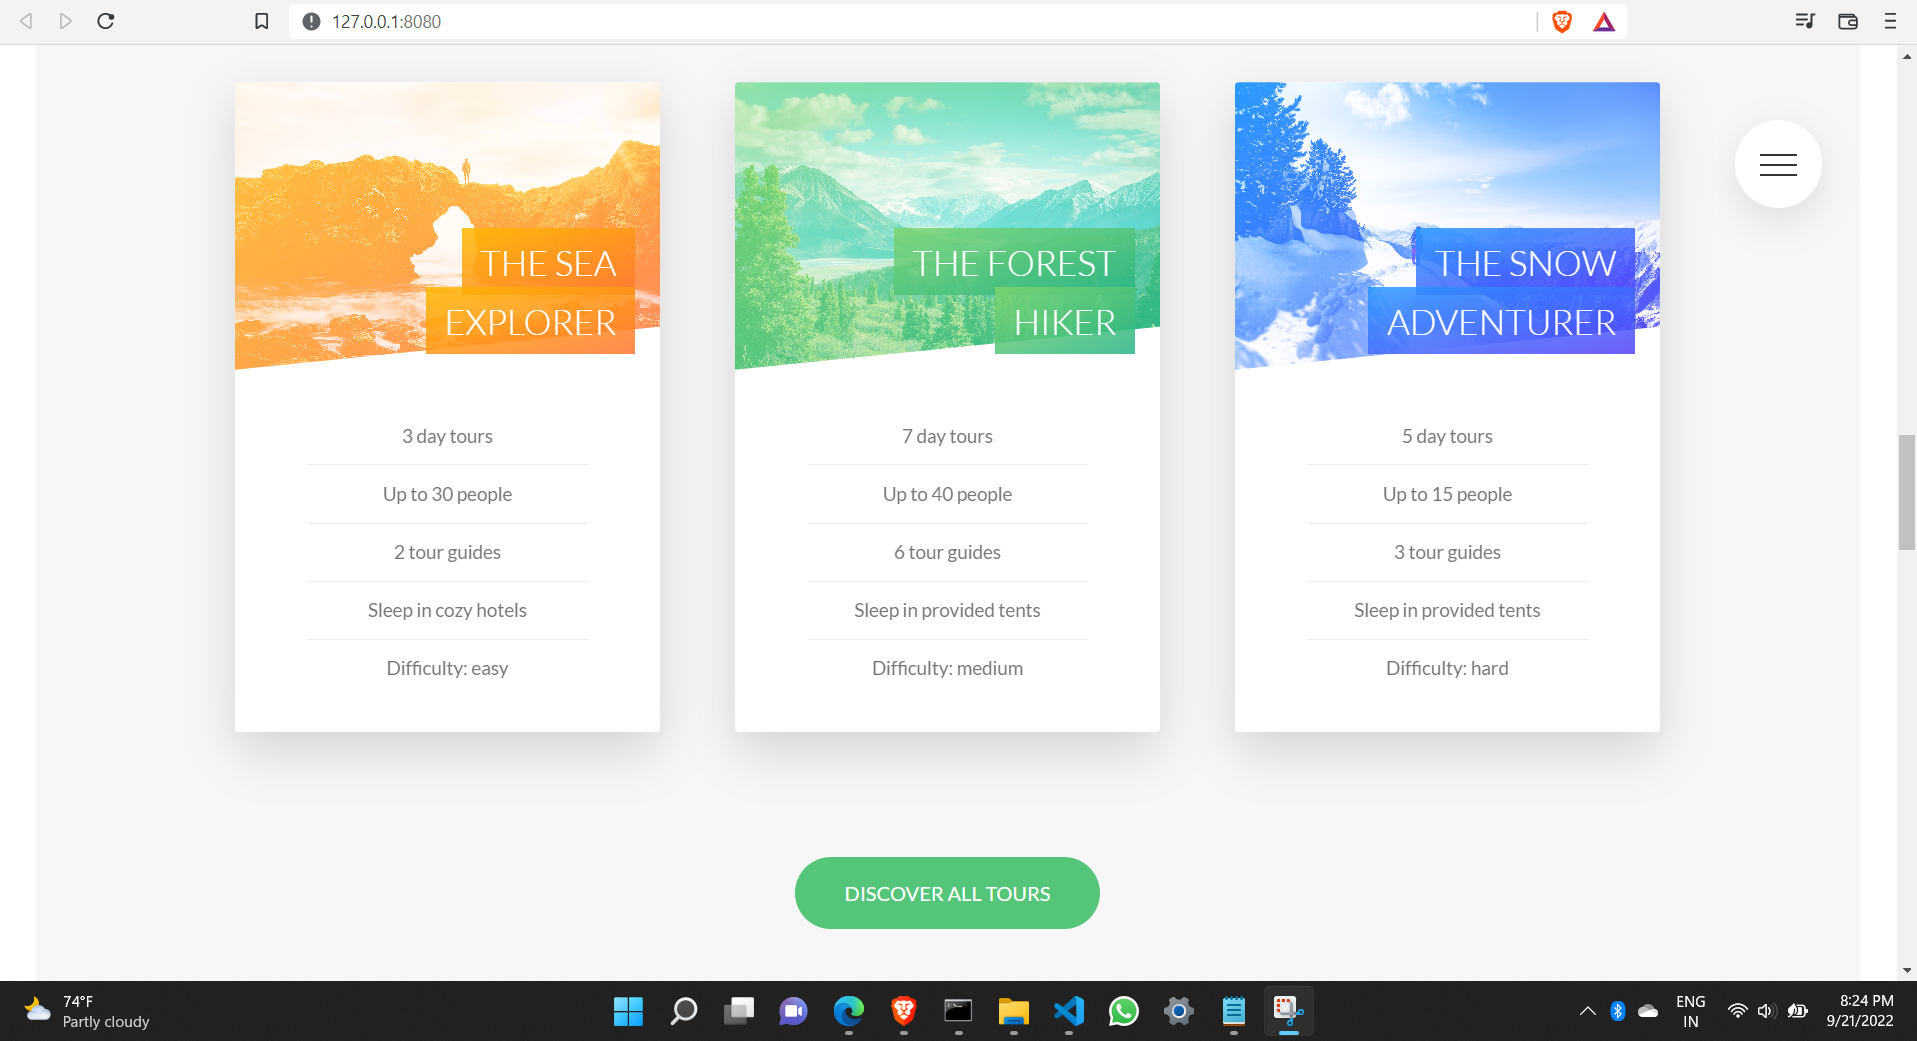 127.0.0.1:8080
THE SEA
EXPLORER
3 day tours
Up to 30 people
2 tour guides
Sleep in cozy hotels
Difficulty: easy
THE FOREST
HIKER
7 day tours
Up to 40 people
6 tour guides
Sleep in provided tents
Difficulty: medium
THE SNOW
ADVENTURER
5 day tours
Up to 15 people
3 tour guides
Sleep in provided tents
Difficulty: hard
DISCOVER ALL TOURS
74°F
Partly cloudy
ENG
IN
8:24 PM
9/21/2022